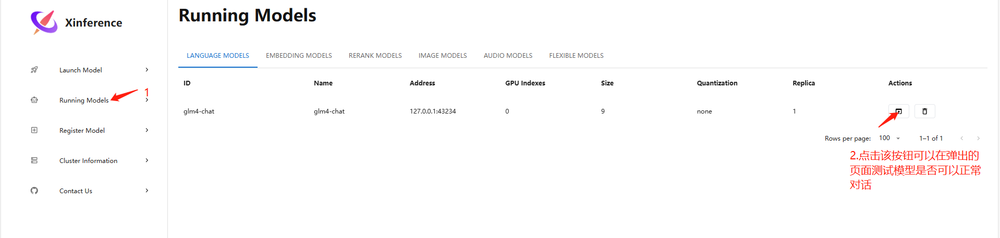 Xinference
Launch Model
Running Models
1
Register Model
Cluster Information
Contact Us
Running Models
LANGUAGE MODELS EMBEDDING MODELS RERANK MODELS IMAGE MODELS AUDIO MODELS FLEXIBLE MODELS
ID Name Address GPU Indexes Size Quantization Replica Actions
glm4-chat glm4-chat 127.0.0.1:43234 0 9 none 1
Rows per page: 100 1–1 of 1
2.点击该按钮可以在弹出的
页面测试模型是否可以正常
对话